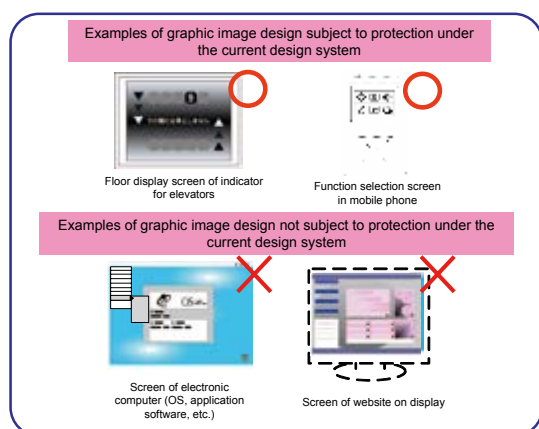 Examples of graphic image design subject to protection under
the current design system
Floor display screen of indicator
for elevators
Function selection screen
in mobile phone
Examples of graphic image design not subject to protection under the
current design system
Screen of electronic
computer (OS, application
software, etc.)
Screen of website on display